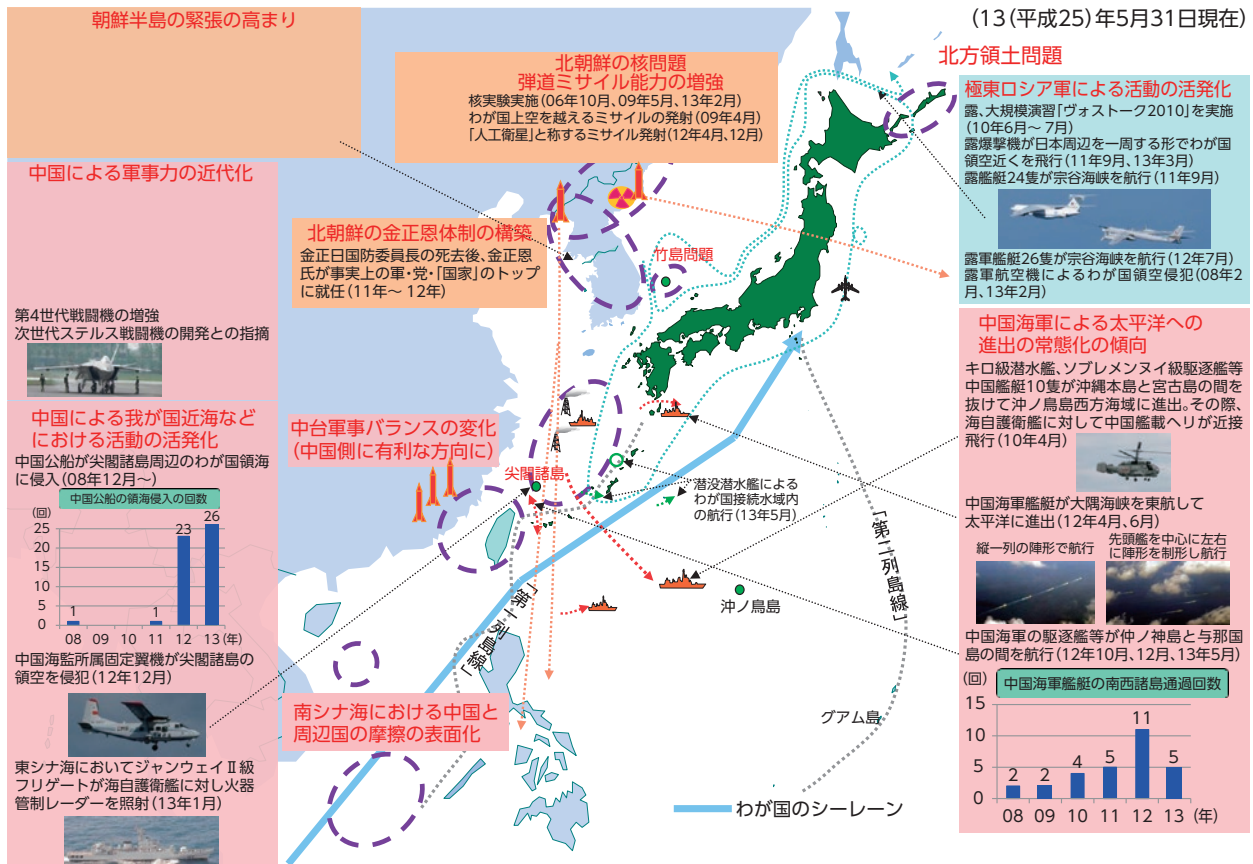 (13(平成25)年5月31日現在)
朝鮮半島の緊張の高まり
北朝鮮の核問題
弾道ミサイル能力の増強
核実験実施(06年10月、09年5月、13年2月)
わが国上空を越えるミサイルの発射(09年4月)
「人工衛星」と称するミサイル発射(12年4月、12月)
北方領土問題
極東ロシア軍による活動の活発化
露、大規模演習「ヴォストーク2010」を実施
(10年6月～ 7月)
露爆撃機が日本周辺を一周する形でわが国
領空近くを飛行(11年9月、13年3月)
露艦艇24隻が宗谷海峡を航行(11年9月)
露軍艦艇26隻が宗谷海峡を航行(12年7月)
露軍航空機によるわが国領空侵犯(08年2
月、13年2月)
中国による軍事力の近代化
第4世代戦闘機の増強
次世代ステルス戦闘機の開発との指摘
北朝鮮の金正恩体制の構築
金正日国防委員長の死去後、金正恩
氏が事実上の軍・党・「国家」のトップ
に就任(11年～ 12年)
竹島問題
中国による我が国近海など
における活動の活発化
中国公船が尖閣諸島周辺のわが国領海
に侵入(08年12月～)
中国公船の領海侵入の回数
(回)
25
20
15
10
5
0
1
1
23
26
08 09 10 11 12 13 (年)
中国海監所属固定翼機が尖閣諸島の
領空を侵犯(12年12月)
東シナ海においてジャンウェイⅡ級
フリゲートが海自護衛艦に対し火器
管制レーダーを照射(13年1月)
中台軍事バランスの変化
(中国側に有利な方向に)
尖閣諸島
潜没潜水艦による
わが国接続水域内
の航行(13年5月)
沖ノ鳥島
「第一列島線」
「第二列島線」
グアム島
南シナ海における中国と
周辺国の摩擦の表面化
わが国のシーレーン
中国海軍による太平洋への
進出の常態化の傾向
キロ級潜水艦、ソブレメンヌイ級駆逐艦等
中国艦艇10隻が沖縄本島と宮古島の間を
抜けて沖ノ鳥島西方海域に進出。その際、
海自護衛艦に対して中国艦載ヘリが近接
飛行(10年4月)
中国海軍艦艇が大隅海峡を東航して
太平洋に進出(12年4月、6月)
縦一列の陣形で航行
先頭艦を中心に左右
に陣形を制形し航行
中国海軍の駆逐艦等が仲ノ神島と与那国
島の間を航行(12年10月、12月、13年5月)
中国海軍艦艇の南西諸島通過回数
(回)
15
10
5
0
2
2
4
5
11
5
08 09 10 11 12 13 (年)